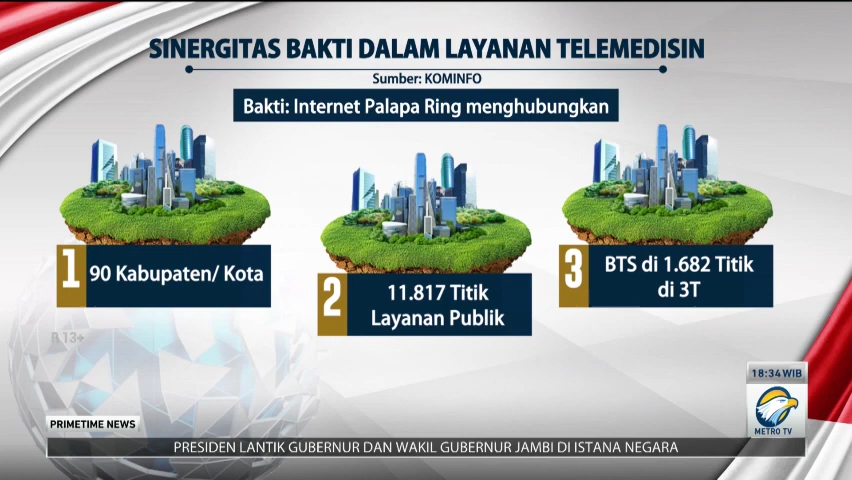 SINERGITAS BAKTI DALAM LAYANAN TELEMEDISIN
Sumber: KOMINFO
Bakti: Internet Palapa Ring menghubungkan
1
90 Kabupaten/ Kota
2
11.817 Titik
Layanan Publik
3
BTS di 1.682 Titik
di 3T
R13+
18:34 WIB
METRO TV
PRIMETIME NEWS
PRESIDEN LANTIK GUBERNUR DAN WAKIL GUBERNUR JAMBI DI ISTANA NEGARA